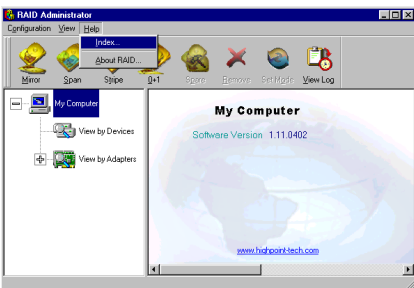 RAID Administrator
Configuration View Help
Index...
About RAID...
Mirror Span Stripe 0+1 Spare Remove Set Mode View Log
My Computer
View by Devices
View by Adapters
My Computer
Software Version 1.11.0402
www.highpoint-tech.com